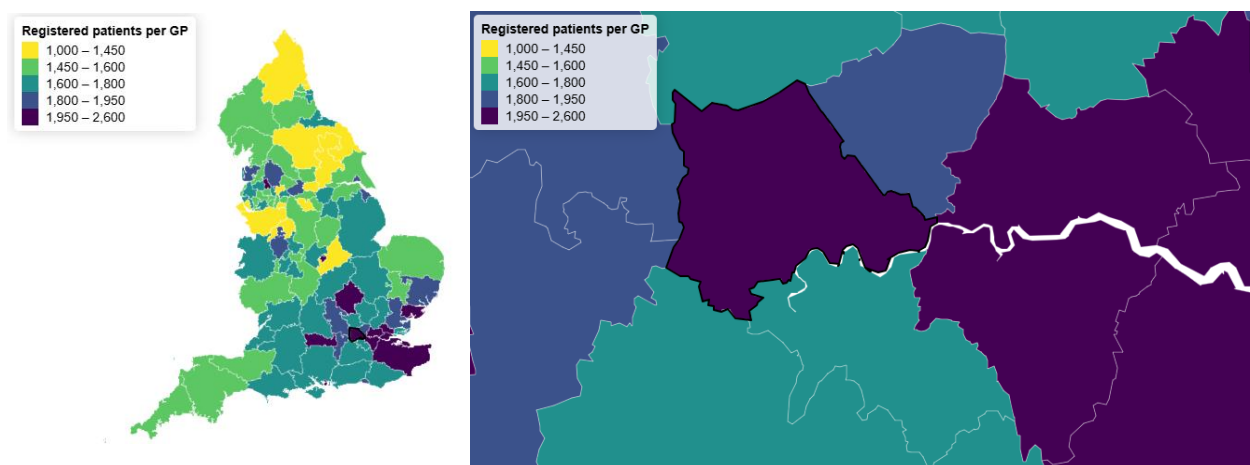 Registered patients per GP
1,000 – 1,450
1,450 – 1,600
1,600 – 1,800
1,800 – 1,950
1,950 – 2,600
Registered patients per GP
1,000 – 1,450
1,450 – 1,600
1,600 – 1,800
1,800 – 1,950
1,950 – 2,600